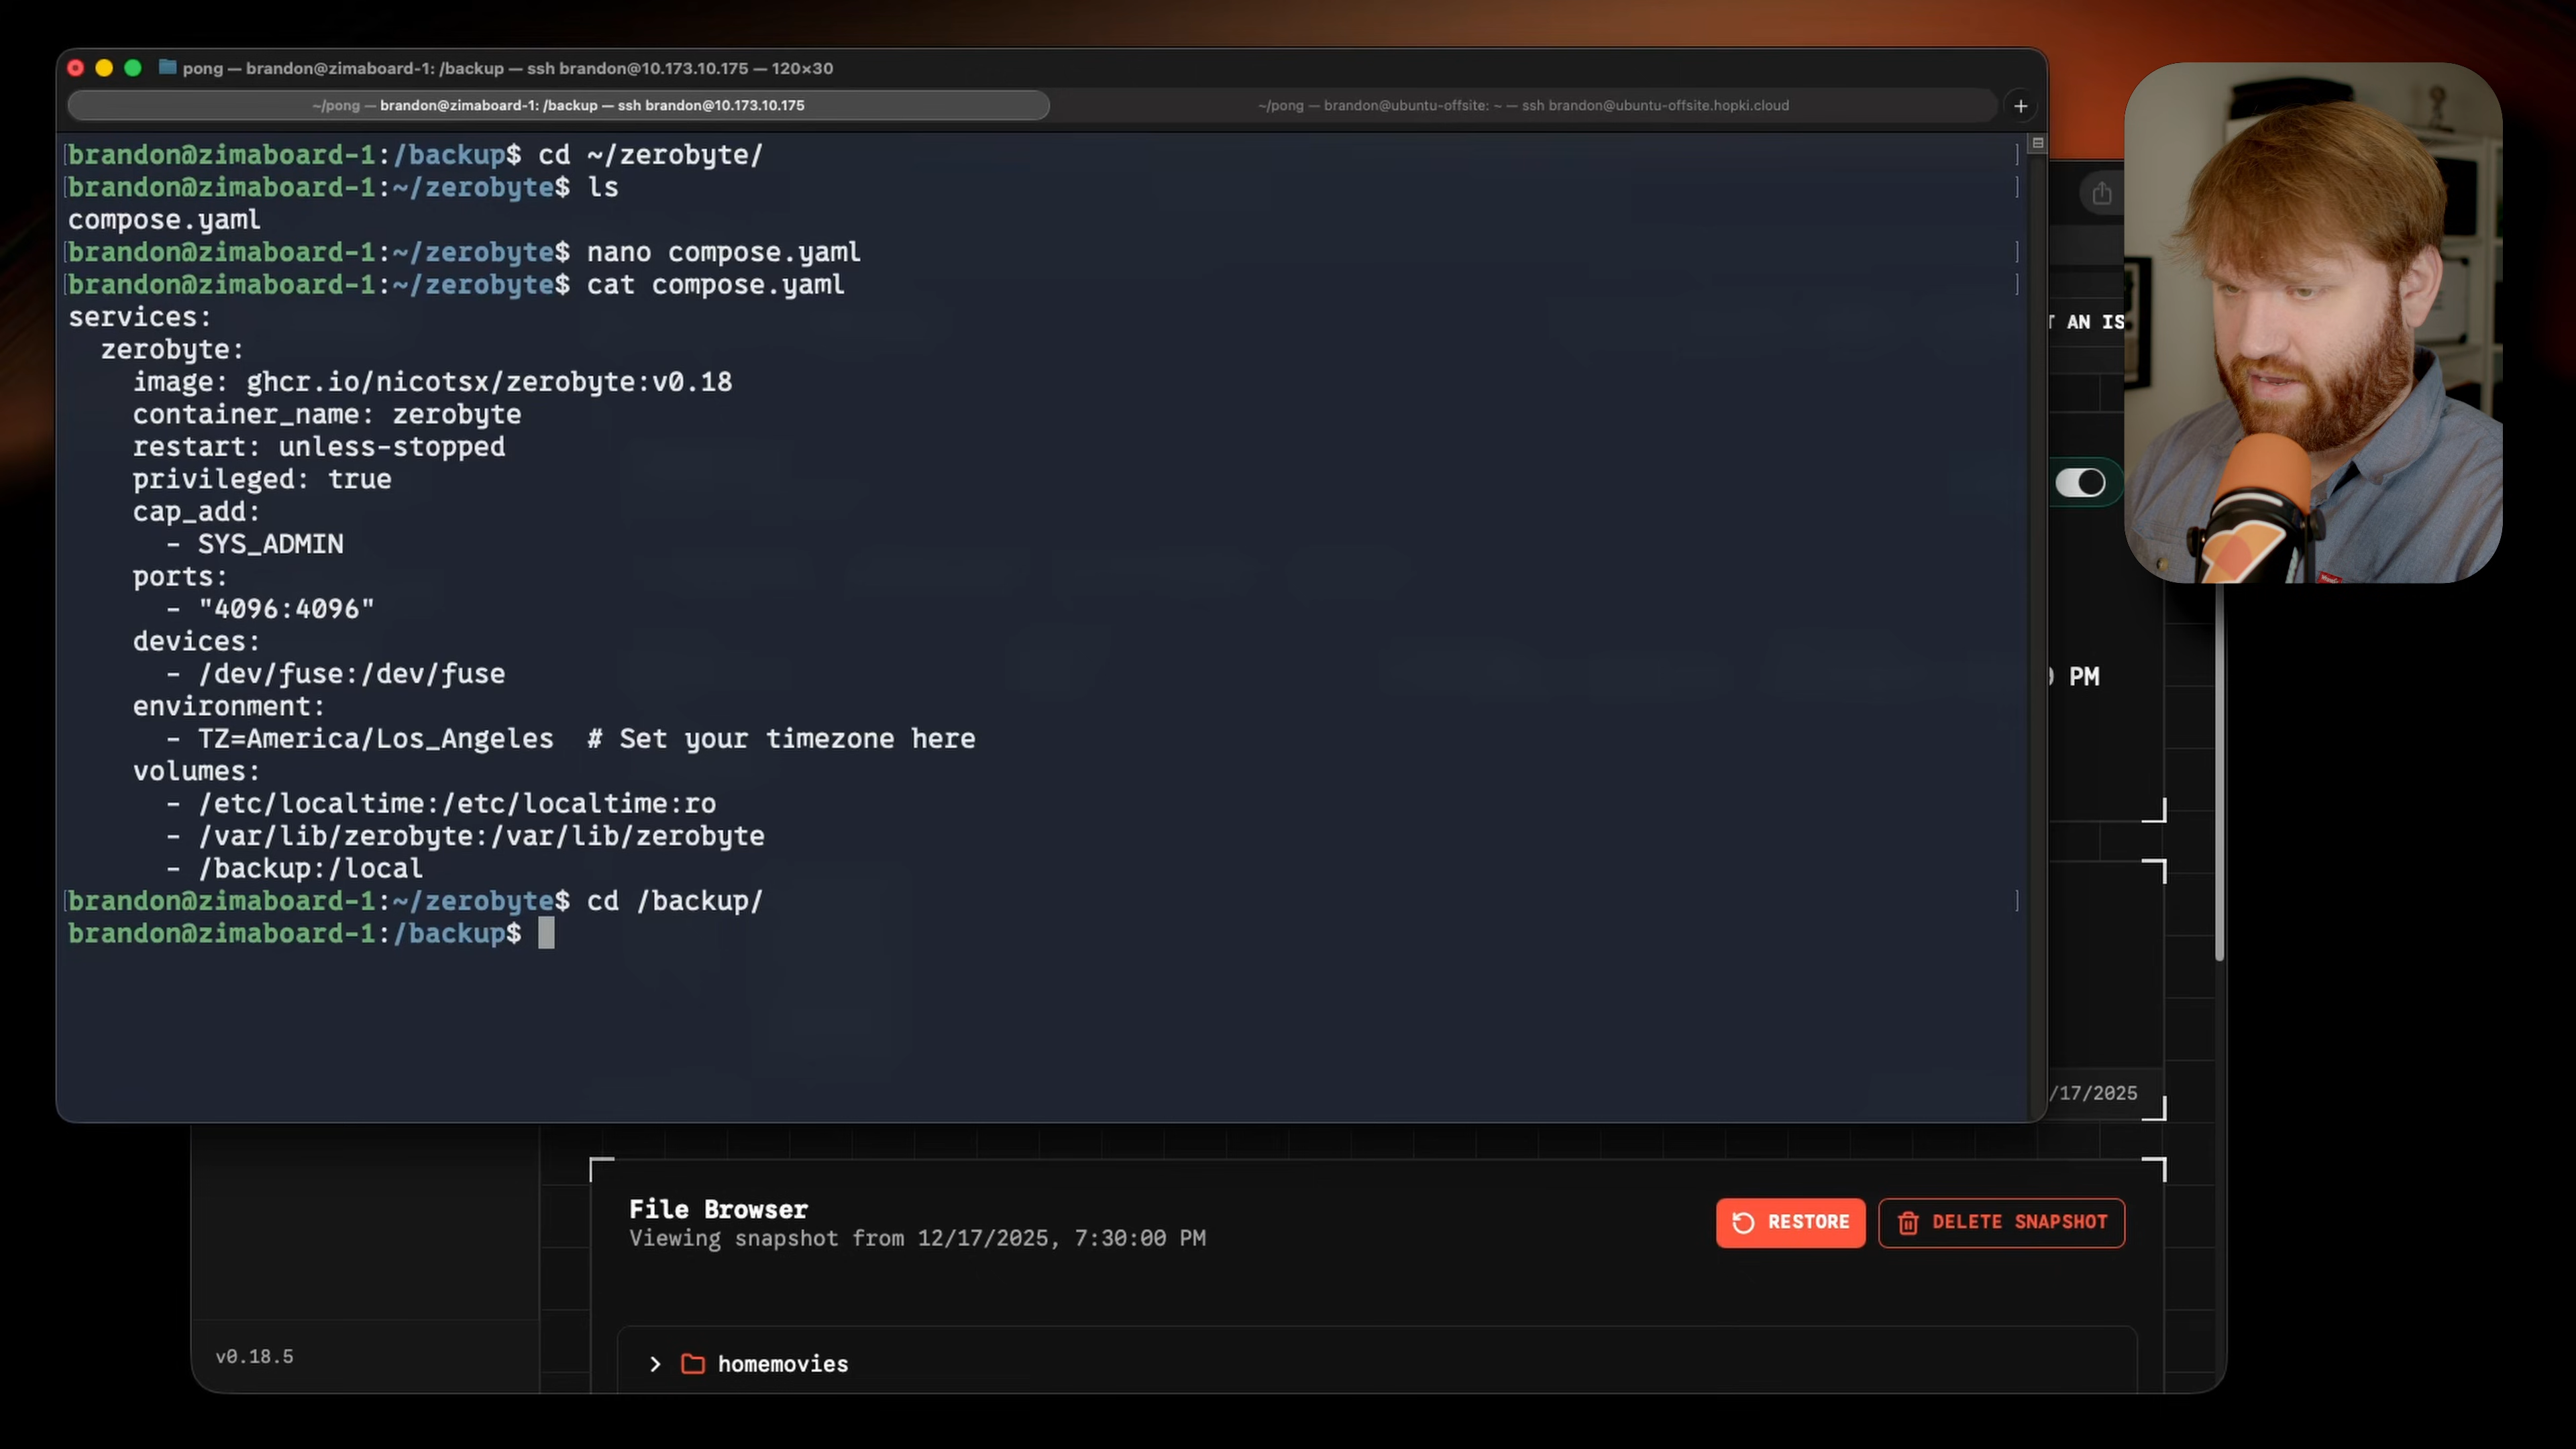 pong — brandon@zimaboard-1: /backup — ssh brandon@10.173.10.175 — 120×30
~/pong — brandon@zimaboard-1: /backup — ssh brandon@10.173.10.175
~/pong — brandon@ubuntu-offsite: ~ — ssh brandon@ubuntu-offsite.hopki.cloud
brandon@zimaboard-1:/backup$ cd ~/zerobyte/
brandon@zimaboard-1:~/zerobyte$ ls
compose.yaml
brandon@zimaboard-1:~/zerobyte$ nano compose.yaml
brandon@zimaboard-1:~/zerobyte$ cat compose.yaml
services:
  zerobyte:
    image: ghcr.io/nicotsx/zerobyte:v0.18
    container_name: zerobyte
    restart: unless-stopped
    privileged: true
    cap_add:
      - SYS_ADMIN
    ports:
      - "4096:4096"
    devices:
      - /dev/fuse:/dev/fuse
    environment:
      - TZ=America/Los_Angeles  # Set your timezone here
    volumes:
      - /etc/localtime:/etc/localtime:ro
      - /var/lib/zerobyte:/var/lib/zerobyte
      - /backup:/local
brandon@zimaboard-1:~/zerobyte$ cd /backup/
brandon@zimaboard-1:/backup$
AN IS
PM
/17/2025
File Browser
Viewing snapshot from 12/17/2025, 7:30:00 PM
RESTORE
DELETE SNAPSHOT
homemovies
v0.18.5